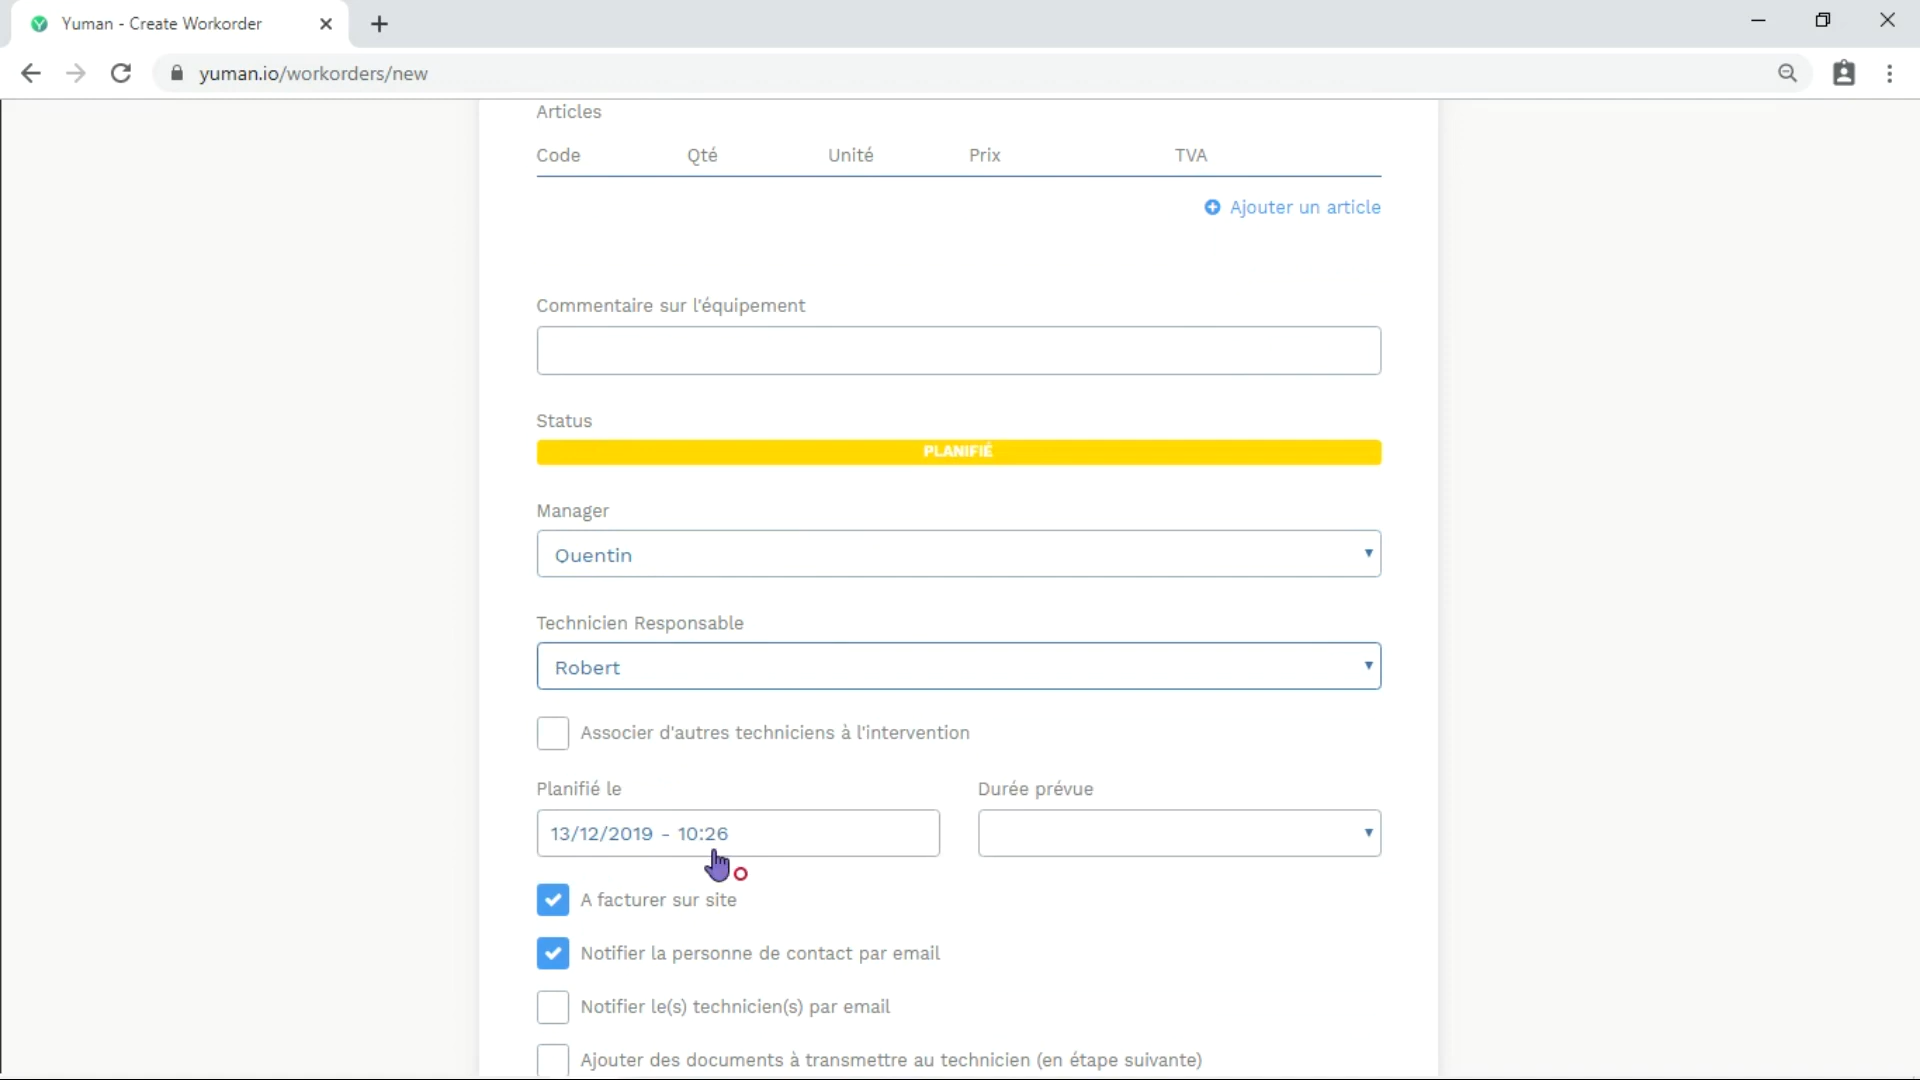 Yuman - Create Workorder
yuman.io/workorders/new
Articles
Code Qté Unité Prix TVA
Ajouter un article
Commentaire sur l'équipement
Status
PLANIFIÉ
Manager
Quentin
Technicien Responsable
Robert
Associer d'autres techniciens à l'intervention
Planifié le Durée prévue
13/12/2019 - 10:26
A facturer sur site
Notifier la personne de contact par email
Notifier le(s) technicien(s) par email
Ajouter des documents à transmettre au technicien (en étape suivante)